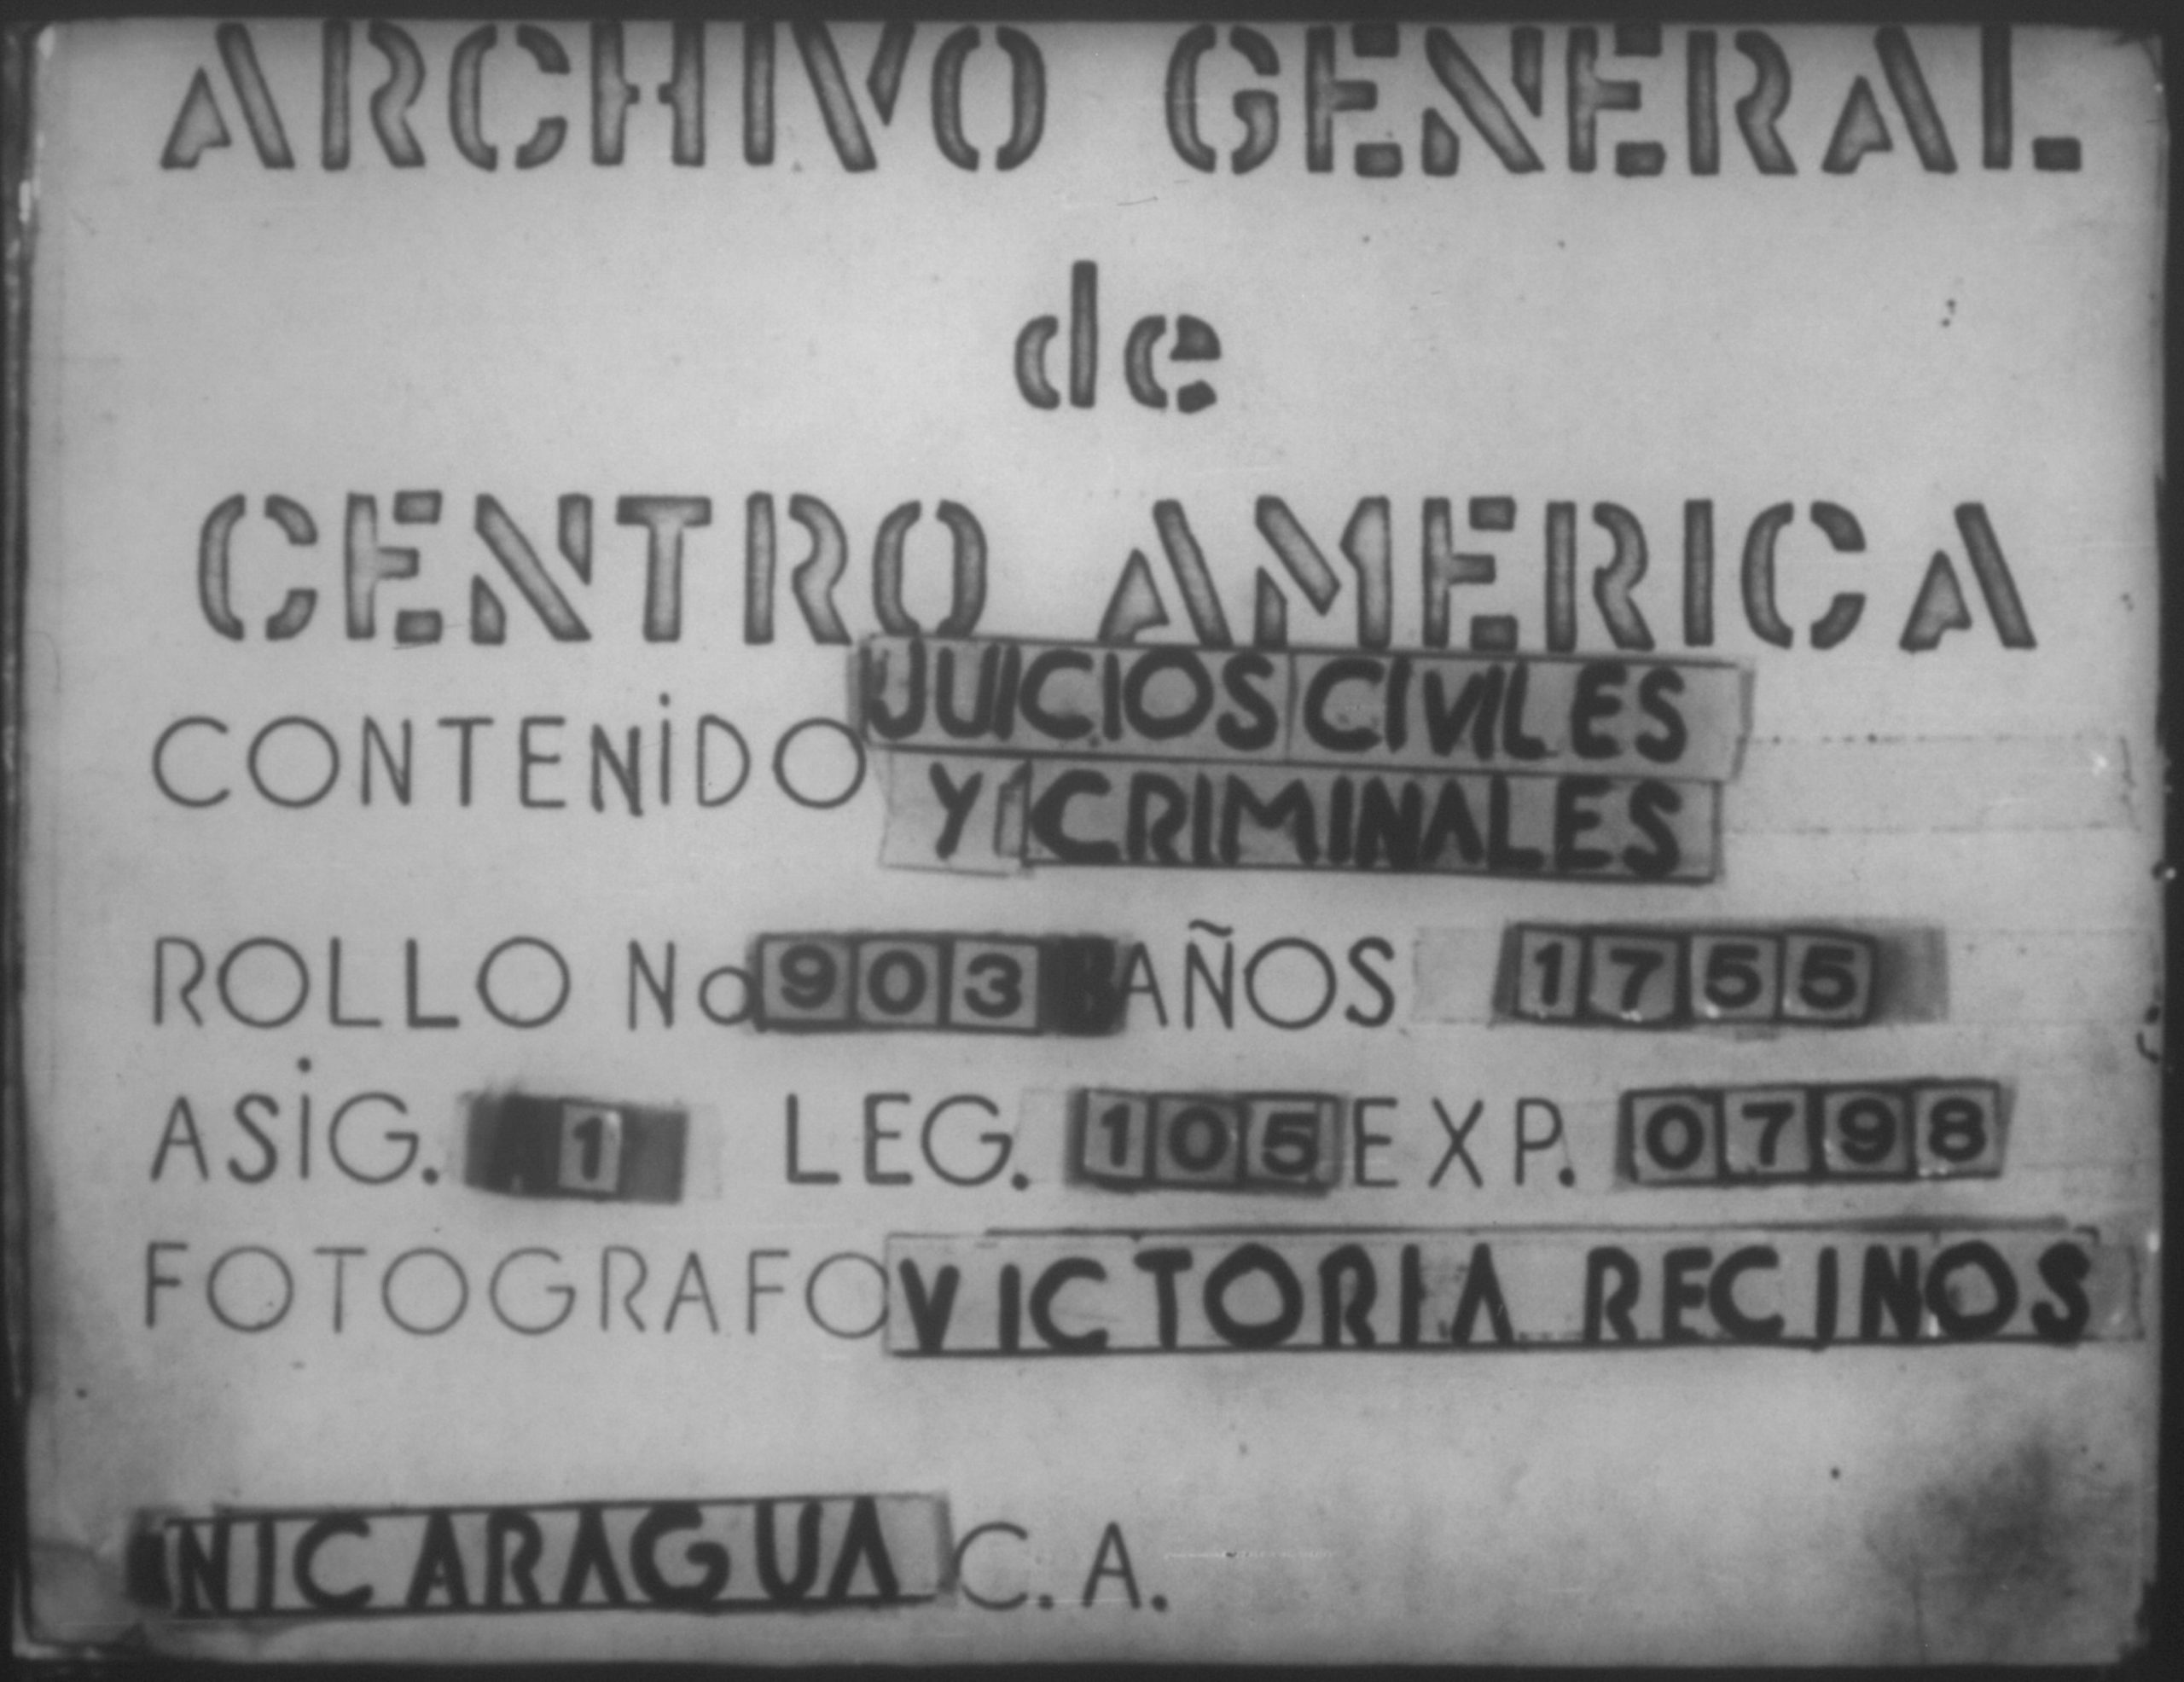 ARCHIVO GENERAL
de
CENTRO AMERICA
CONTENIDO JUICIOS CIVILES
Y CRIMINALES
ROLLO No 903 AÑOS 1755
ASIG. 1 LEG. 105 EXP. 0798
FOTOGRAFO VICTORIA RECINOS
NICARAGUA C.A.